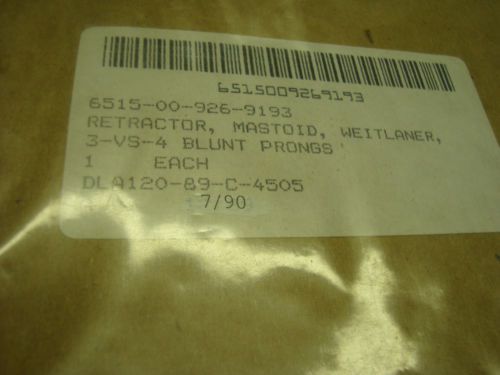 6515009269193
6515-00-926-9193
RETRACTOR, MASTOID, WEITLANER,
3-VS-4 BLUNT PRONGS
1 EACH
DLA120-89-C-4505
7/90